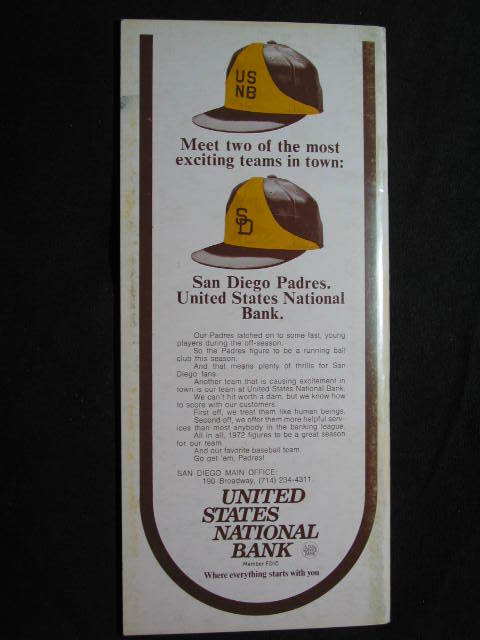 US
NB
Meet two of the most
exciting teams in town:
SD
San Diego Padres.
United States National
Bank.
Our Padres latched on to some fast, young
players during the off-season.
So the Padres figure to be a running ball
club this season.
And that means plenty of thrills for San
Diego fans.
Another team that is causing excitement in
town is our team at United States National Bank.
We can't hit worth a darn, but we know how
to score with our customers.
First off, we treat them like human beings.
Second off, we offer them more helpful serv-
ices than most anybody in the banking league.
All in all, 1972 figures to be a great season
for our team.
And our favorite baseball team.
Go get 'em, Padres!
SAN DIEGO MAIN OFFICE:
190 Broadway, (714) 234-4311.
UNITED
STATES
NATIONAL
BANK
Member FDIC
Where everything starts with you